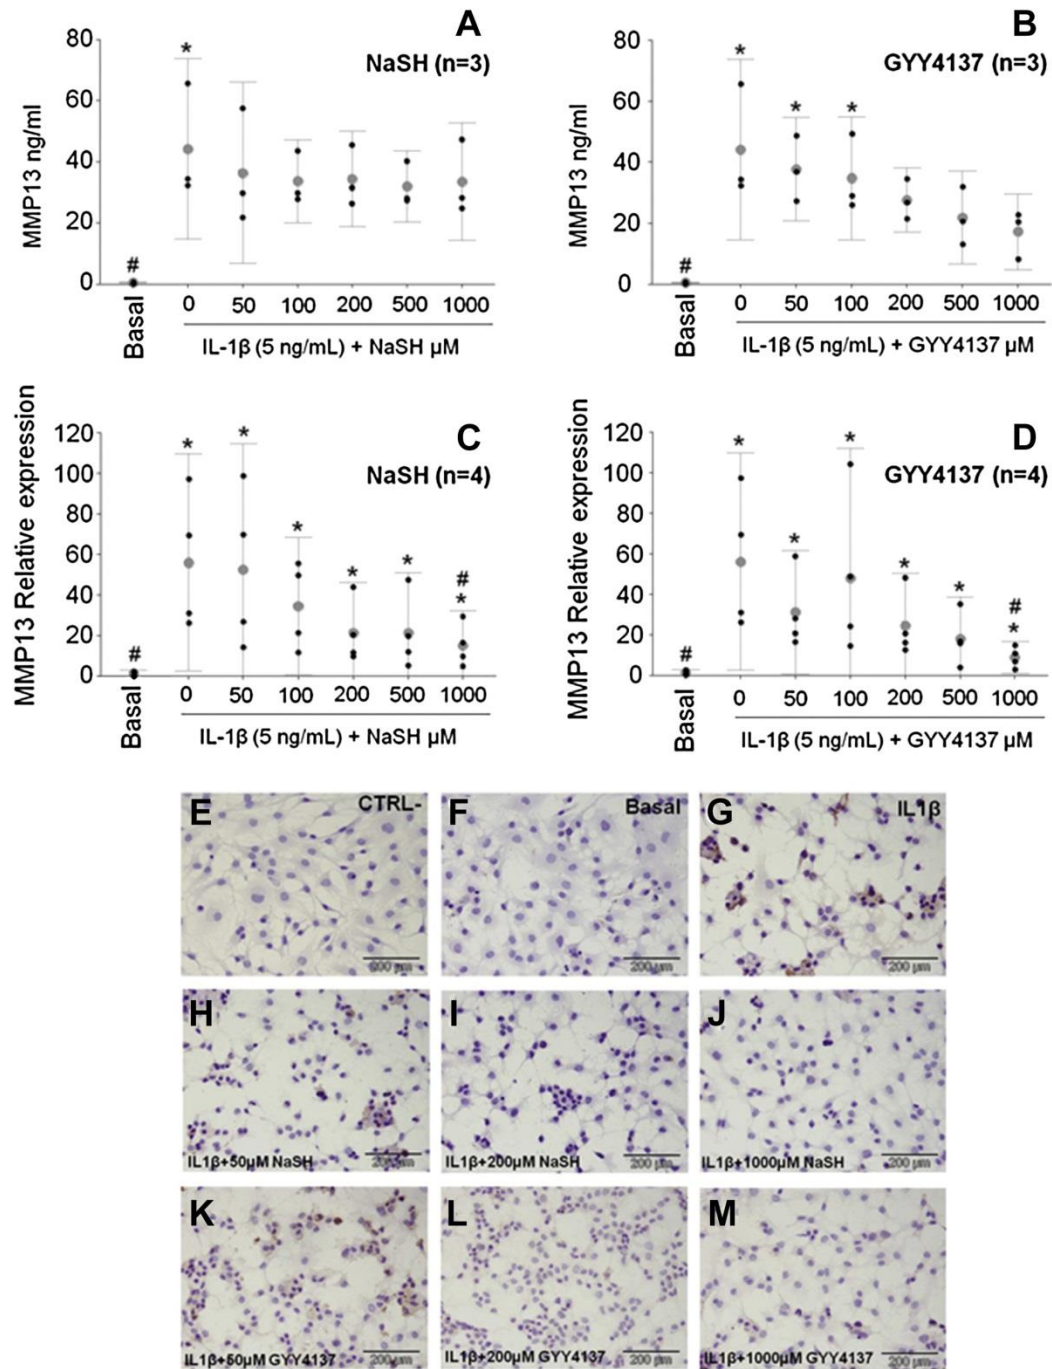 A
NaSH (n=3)
MMP13 ng/ml
80
60
40
20
0
*
#
Basal
0 50 100 200 500 1000
IL-1β (5 ng/mL) + NaSH µM
B
GYY4137 (n=3)
MMP13 ng/ml
80
60
40
20
0
* * *
#
Basal
0 50 100 200 500 1000
IL-1β (5 ng/mL) + GYY4137 µM
C
NaSH (n=4)
MMP13 Relative expression
120
100
80
60
40
20
0
* * * * * # *
#
Basal
0 50 100 200 500 1000
IL-1β (5 ng/mL) + NaSH µM
D
GYY4137 (n=4)
MMP13 Relative expression
120
100
80
60
40
20
0
* * * * * # *
#
Basal
0 50 100 200 500 1000
IL-1β (5 ng/mL) + GYY4137 µM
E CTRL-
F Basal
200 µm
G IL1β
200 µm
H
IL1β+50µM NaSH 200 µm
I
IL1β+200µM NaSH 200 µm
J
IL1β+1000µM NaSH 200 µm
K
IL1β+50µM GYY4137 200 µm
L
IL1β+200µM GYY4137 200 µm
M
IL1β+1000µM GYY4137 200 µm